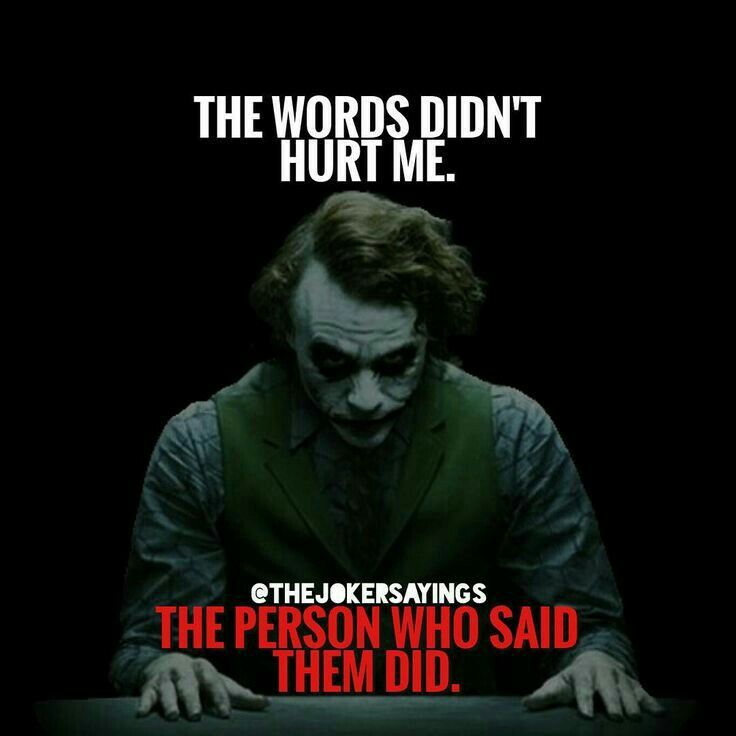 THE WORDS DIDN'T
HURT ME.
@THEJOKERSAYINGS
THE PERSON WHO SAID
THEM DID.